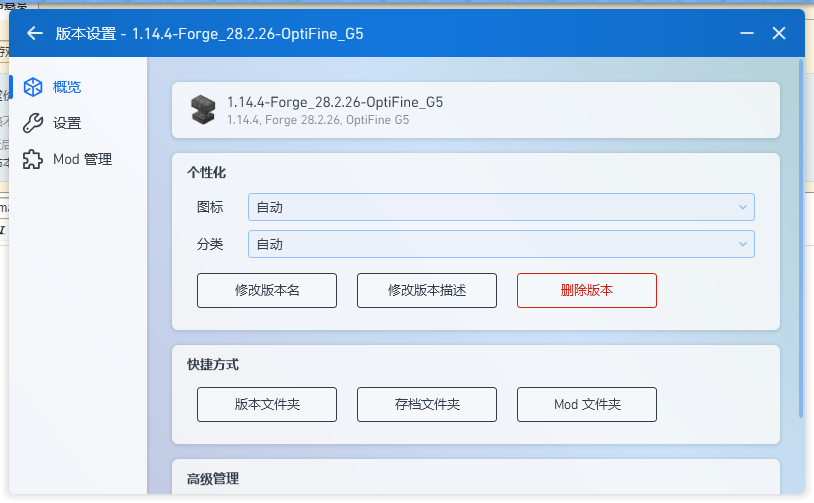 版本设置 - 1.14.4-Forge_28.2.26-OptiFine_G5
概览
设置
Mod 管理
1.14.4-Forge_28.2.26-OptiFine_G5
1.14.4, Forge 28.2.26, OptiFine G5
个性化
图标 自动
分类 自动
修改版本名 修改版本描述 删除版本
快捷方式
版本文件夹 存档文件夹 Mod 文件夹
高级管理